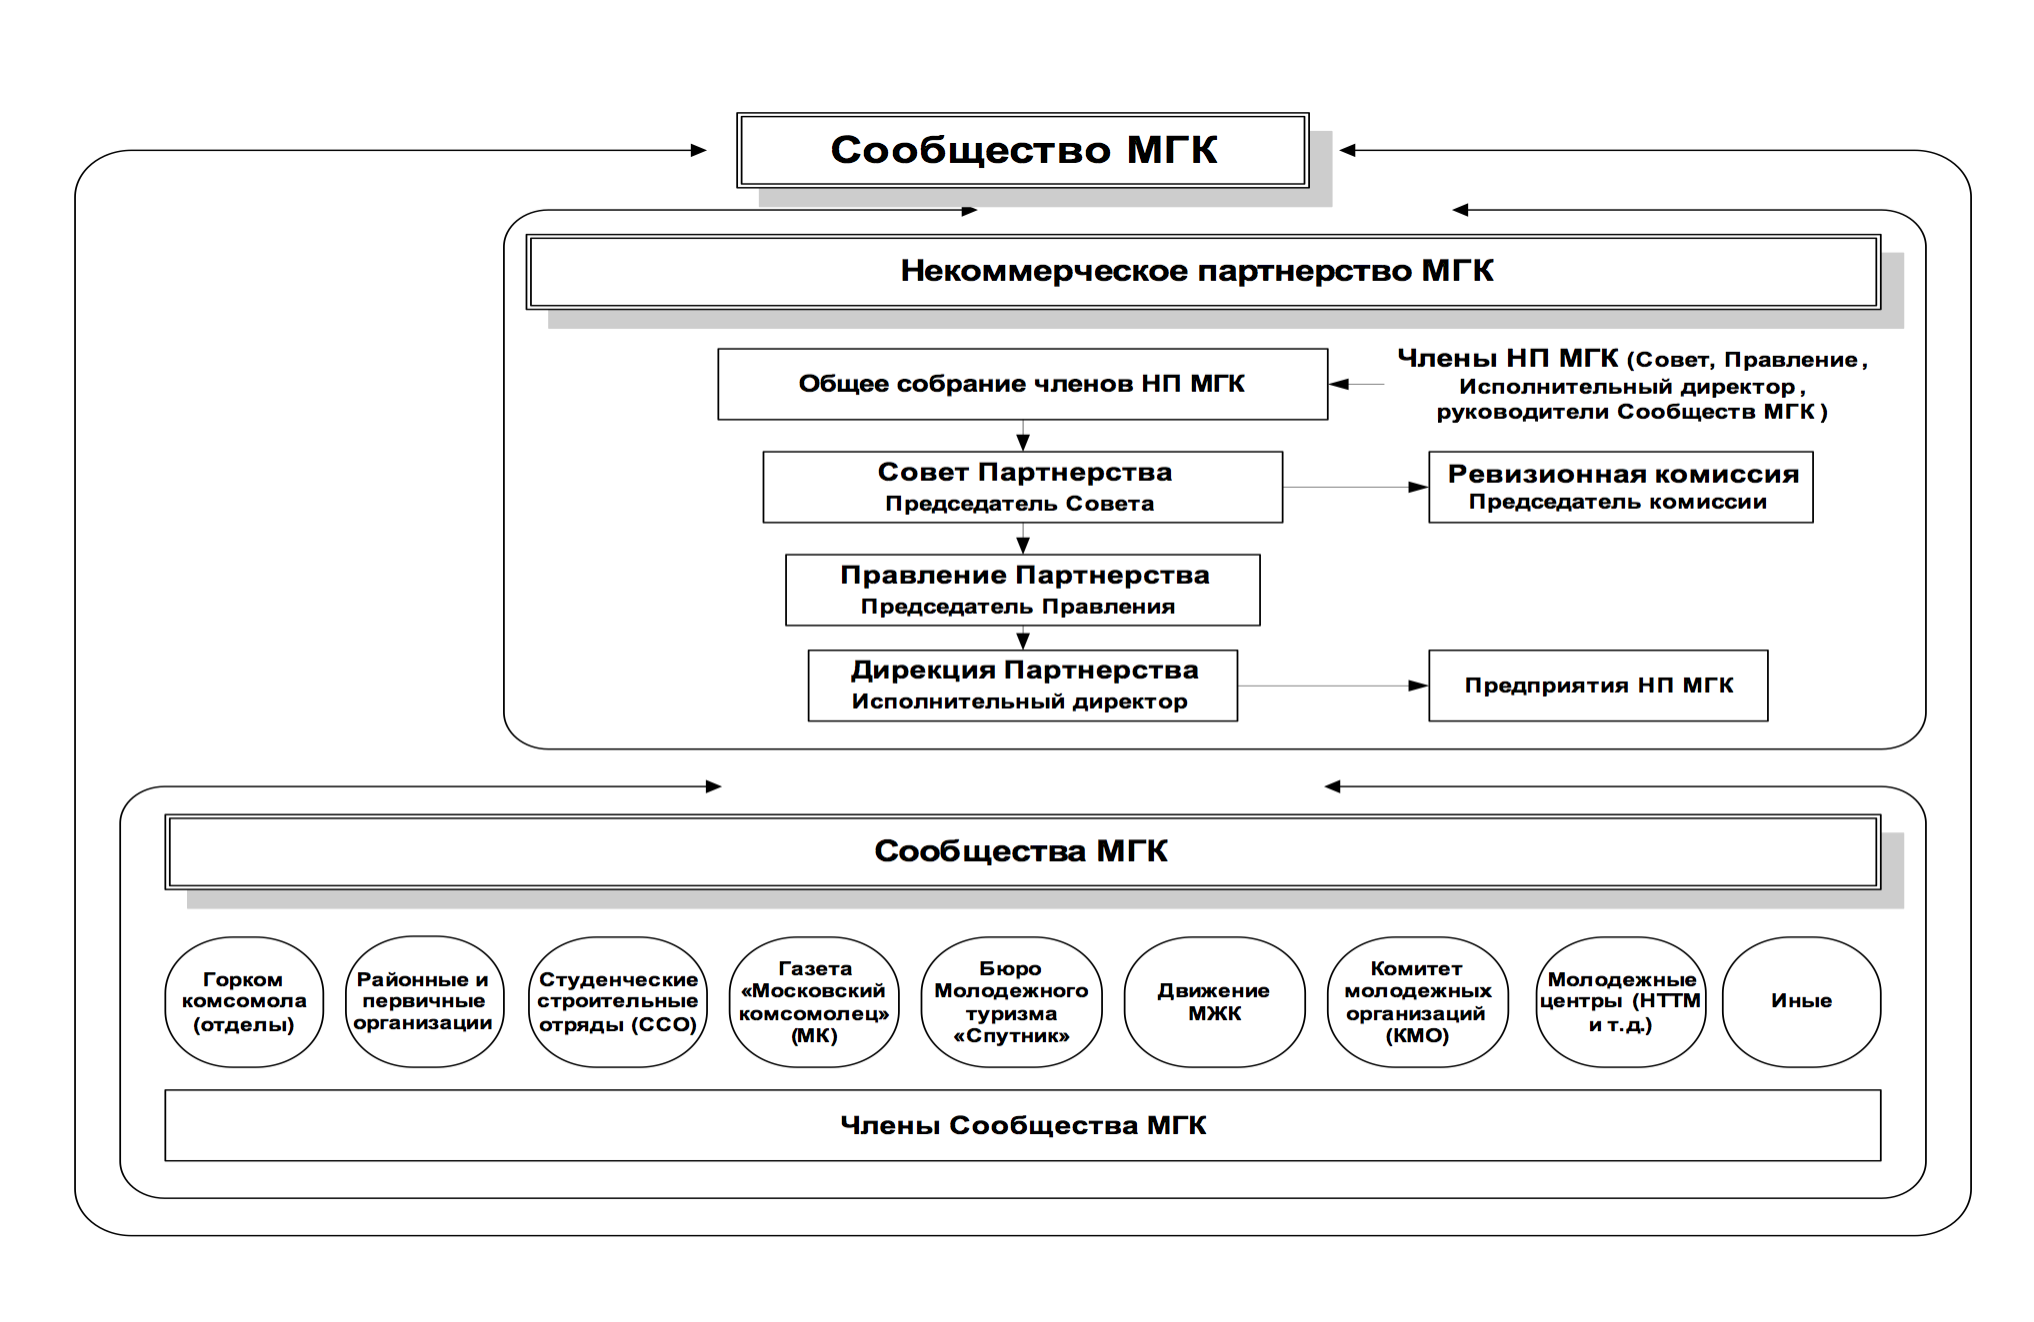 Сообщество МГК
Некоммерческое партнерство МГК
Общее собрание членов НП МГК
Члены НП МГК (Совет, Правление,
Исполнительный директор,
руководители Сообществ МГК)
Совет Партнерства
Председатель Совета
Ревизионная комиссия
Председатель комиссии
Правление Партнерства
Председатель Правления
Дирекция Партнерства
Исполнительный директор
Предприятия НП МГК
Сообщества МГК
Горком
комсомола
(отделы)
Районные и
первичные
организации
Студенческие
строительные
отряды (ССО)
Газета
«Московский
комсомолец»
(МК)
Бюро
Молодежного
туризма
«Спутник»
Движение
МЖК
Комитет
молодежных
организаций
(КМО)
Молодежные
центры (НТТМ
и т.д.)
Иные
Члены Сообщества МГК